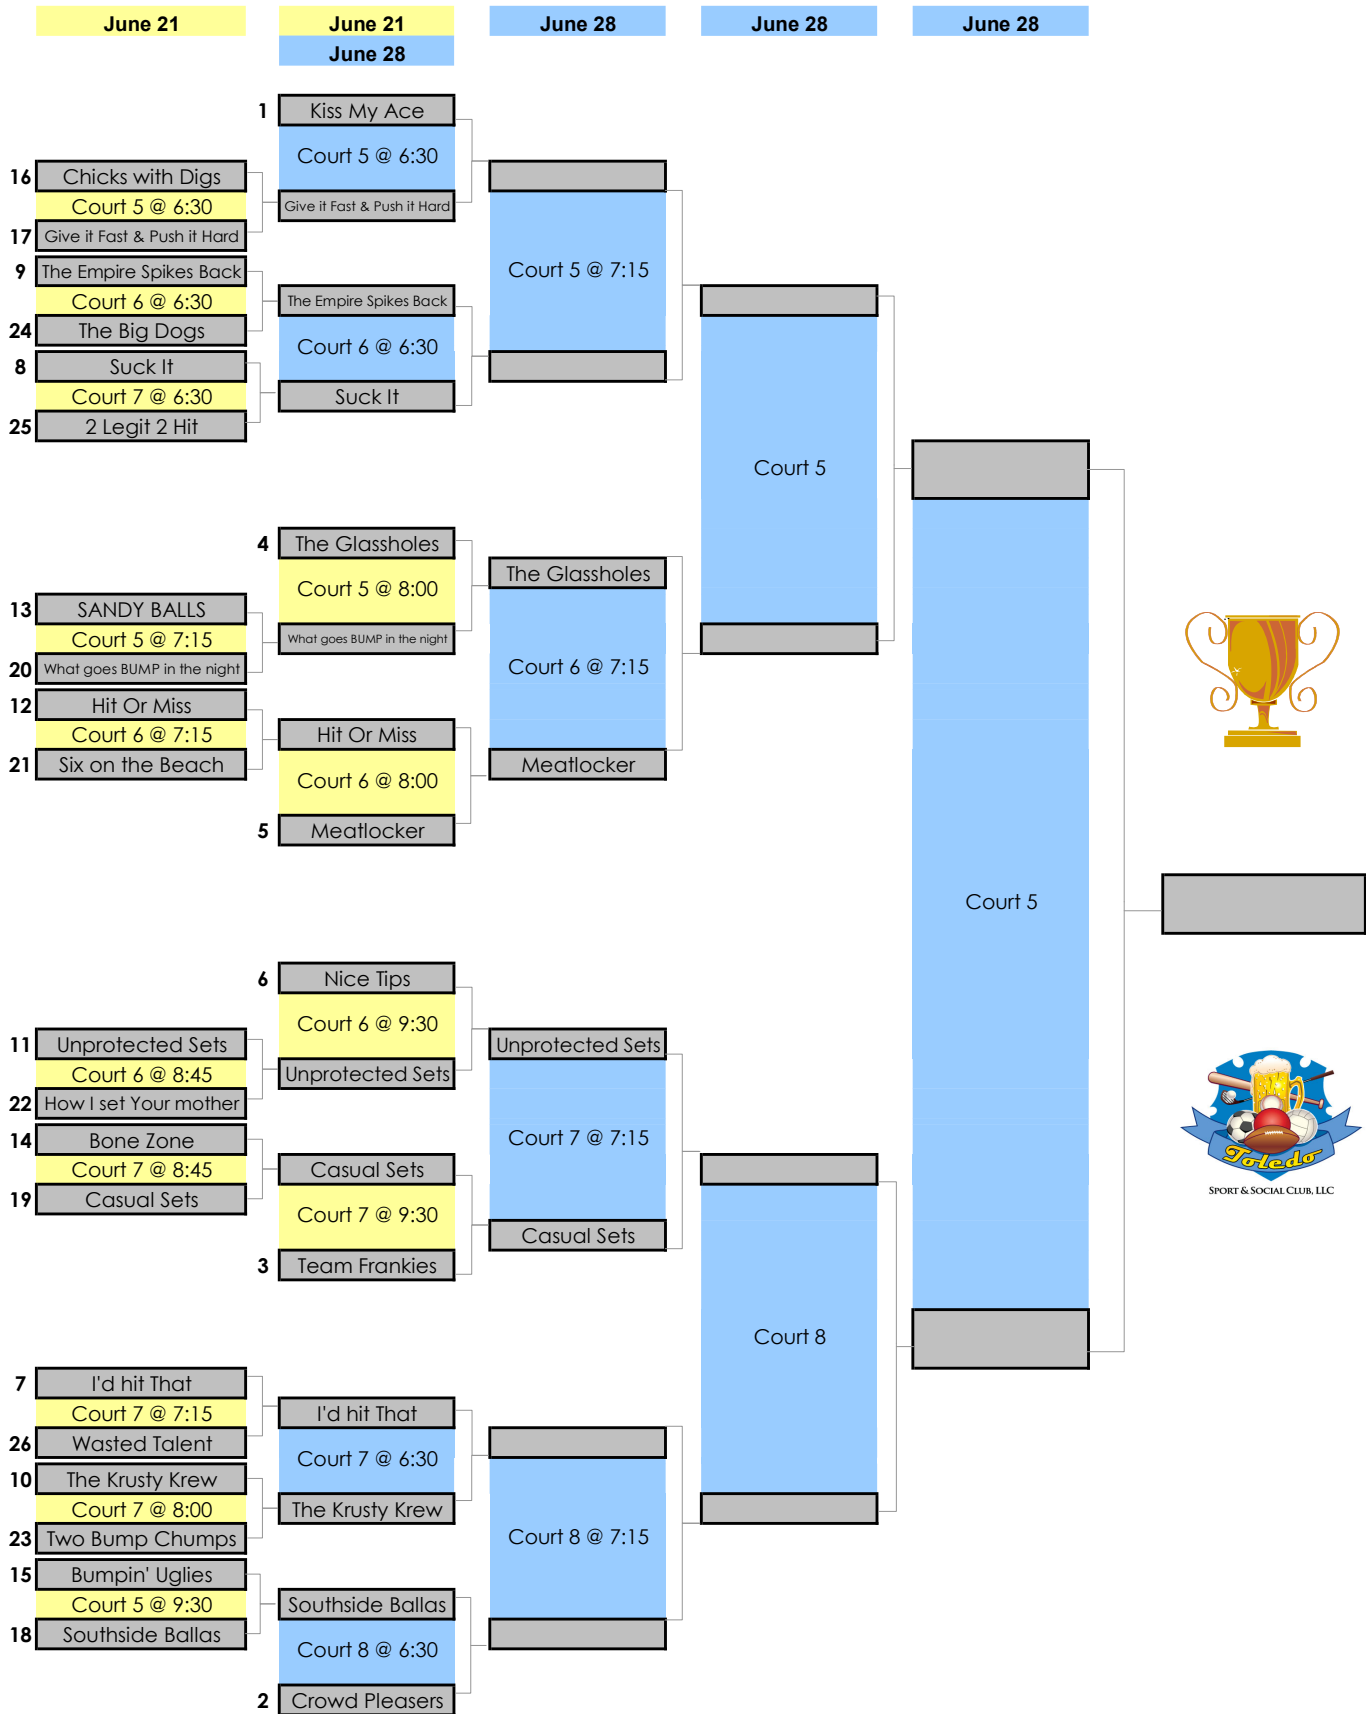 June 21
June 21
June 28
June 28
June 28
June 28
1 Kiss My Ace
Court 5 @ 6:30
Give it Fast & Push it Hard
16 Chicks with Digs
Court 5 @ 6:30
17 Give it Fast & Push it Hard
9 The Empire Spikes Back
Court 6 @ 6:30
24 The Big Dogs
8 Suck It
Court 7 @ 6:30
25 2 Legit 2 Hit
The Empire Spikes Back
Court 6 @ 6:30
Suck It
Court 5 @ 7:15
Court 5
4 The Glassholes
Court 5 @ 8:00
What goes BUMP in the night
13 SANDY BALLS
Court 5 @ 7:15
20 What goes BUMP in the night
12 Hit Or Miss
Court 6 @ 7:15
21 Six on the Beach
Hit Or Miss
Court 6 @ 8:00
5 Meatlocker
The Glassholes
Court 6 @ 7:15
Meatlocker
Court 5
6 Nice Tips
Court 6 @ 9:30
Unprotected Sets
11 Unprotected Sets
Court 6 @ 8:45
22 How I set Your mother
14 Bone Zone
Court 7 @ 8:45
19 Casual Sets
Casual Sets
Court 7 @ 9:30
3 Team Frankies
Unprotected Sets
Court 7 @ 7:15
Casual Sets
Toledo
SPORT & SOCIAL CLUB, LLC
Court 8
7 I'd hit That
Court 7 @ 7:15
26 Wasted Talent
10 The Krusty Krew
Court 7 @ 8:00
23 Two Bump Chumps
15 Bumpin' Uglies
Court 5 @ 9:30
18 Southside Ballas
I'd hit That
Court 7 @ 6:30
The Krusty Krew
Southside Ballas
Court 8 @ 6:30
2 Crowd Pleasers
Court 8 @ 7:15